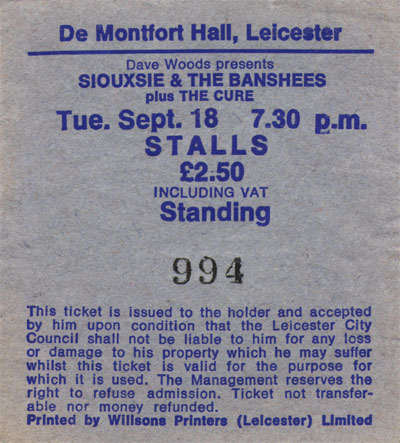 De Montfort Hall, Leicester
Dave Woods presents
SIOUXSIE & THE BANSHEES
plus THE CURE
Tue. Sept. 18 7.30 p.m.
STALLS
£2.50
INCLUDING VAT
Standing
994
This ticket is issued to the holder and accepted
by him upon condition that the Leicester City
Council shall not be liable to him for any loss
or damage to his property which he may suffer
whilst this ticket is valid for the purpose for
which it is used. The Management reserves the
right to refuse admission. Ticket not transfer-
able nor money refunded.
Printed by Willsons Printers (Leicester) Limited